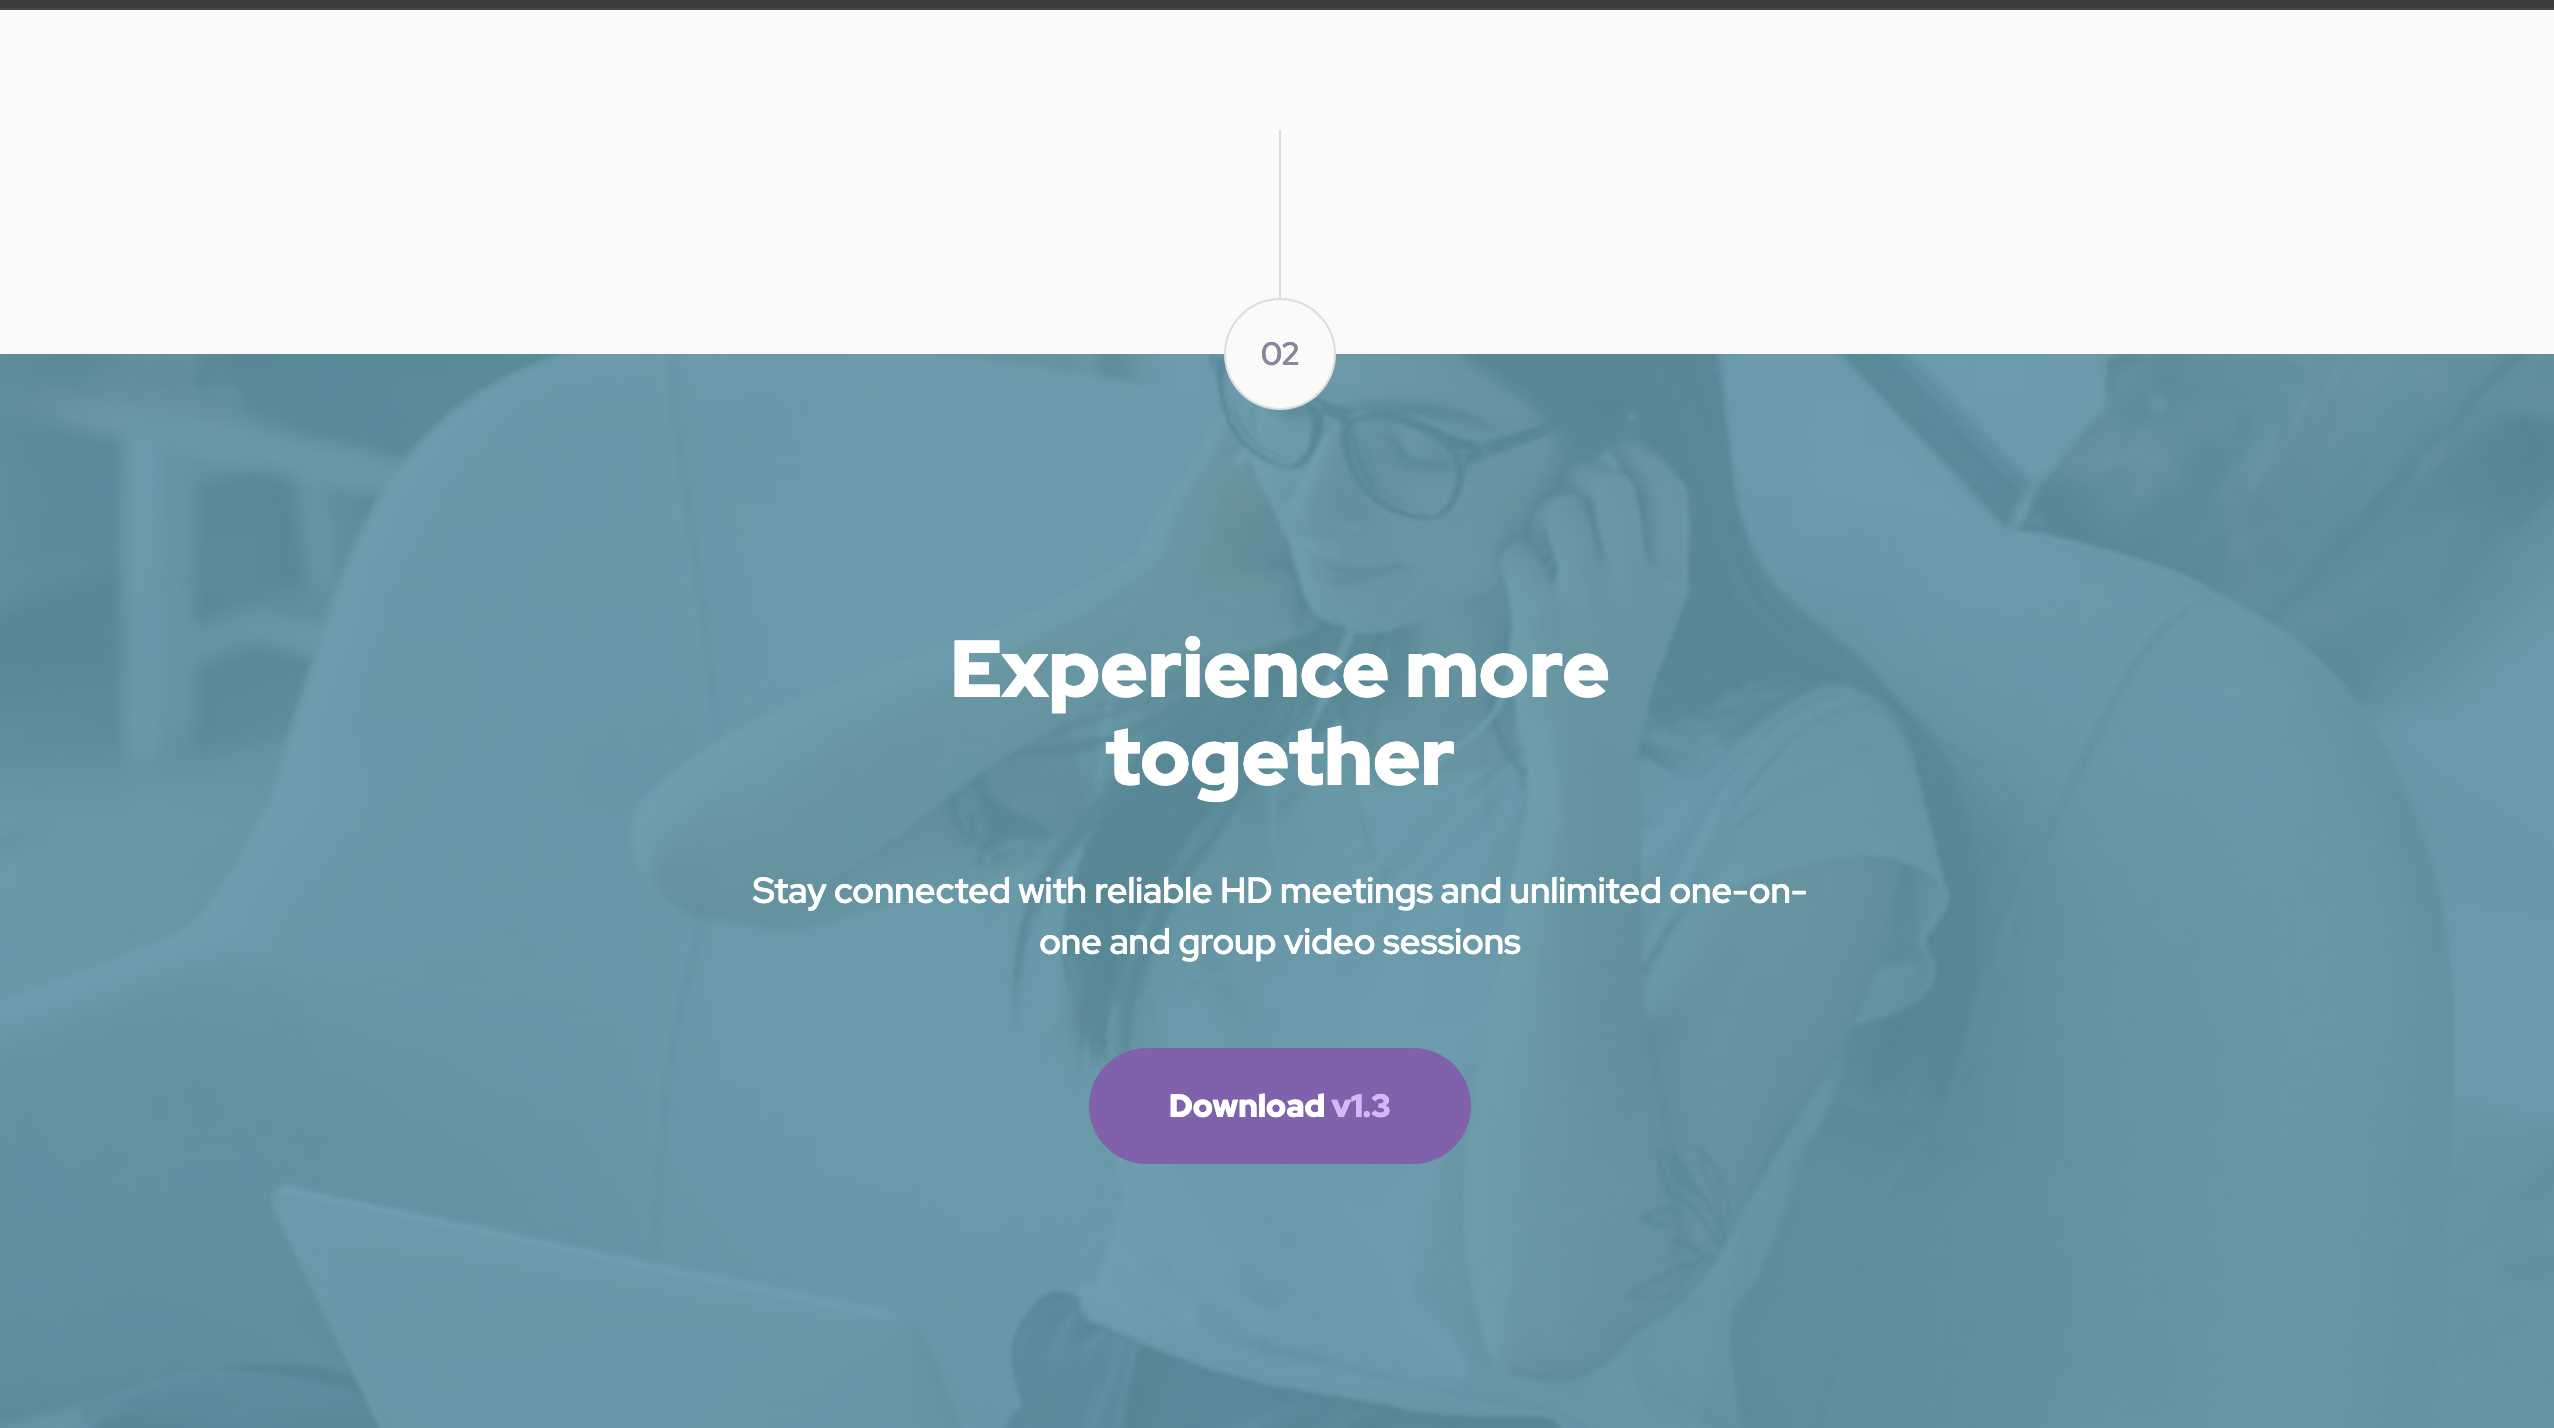 02
Experience more
together
Stay connected with reliable HD meetings and unlimited one-on-
one and group video sessions
Download v1.3